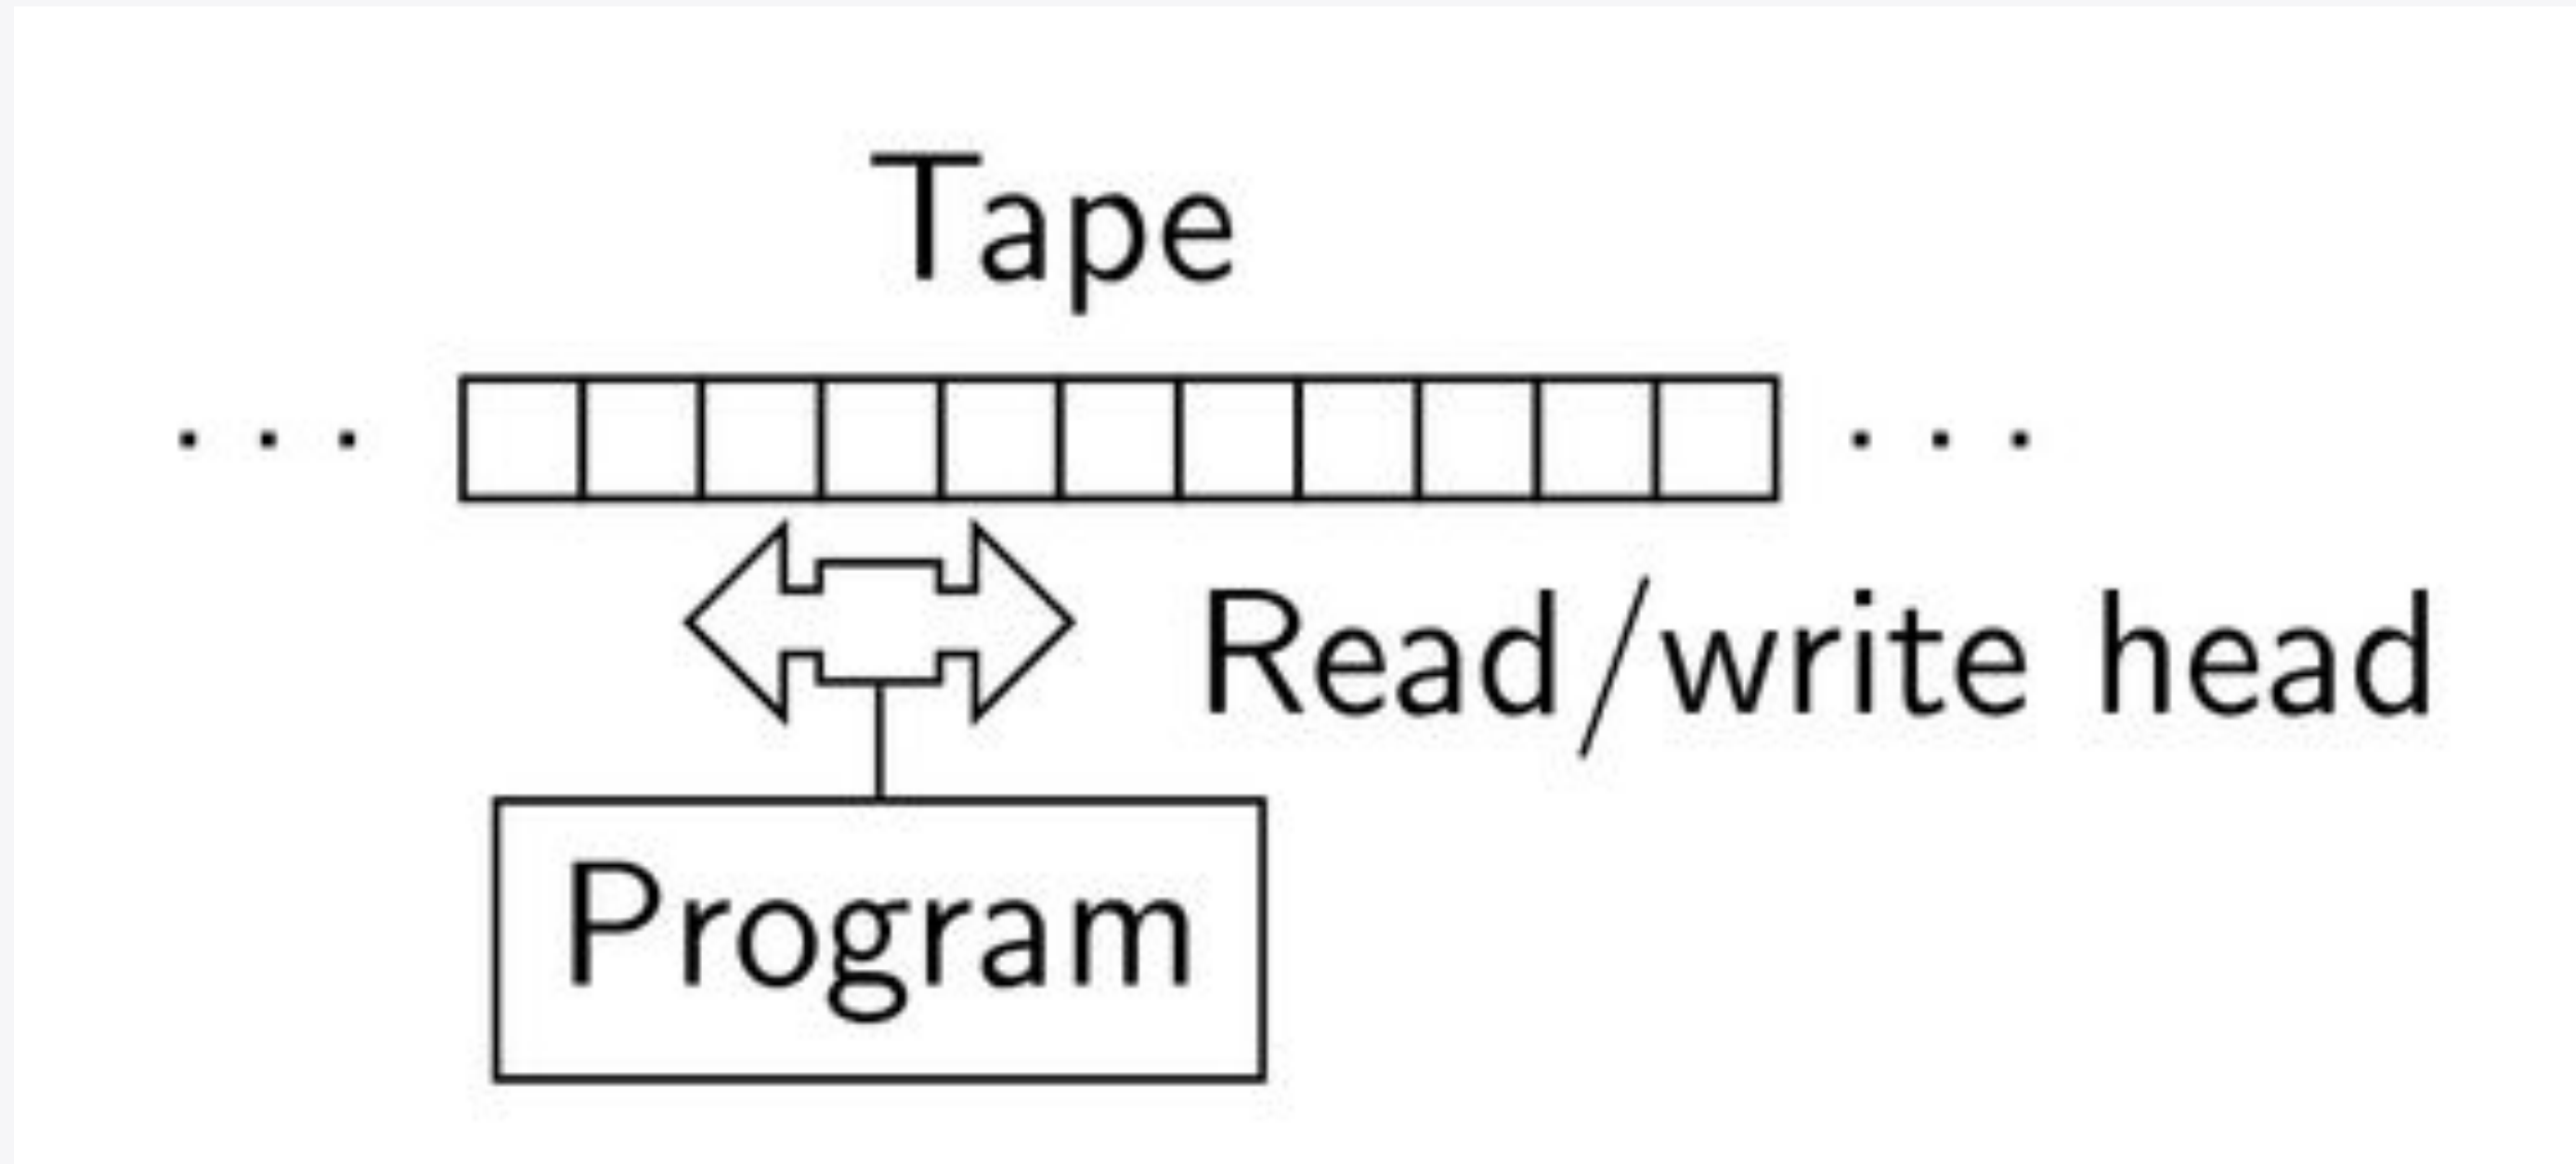 Tape
. . .
. . .
Read/write head
Program